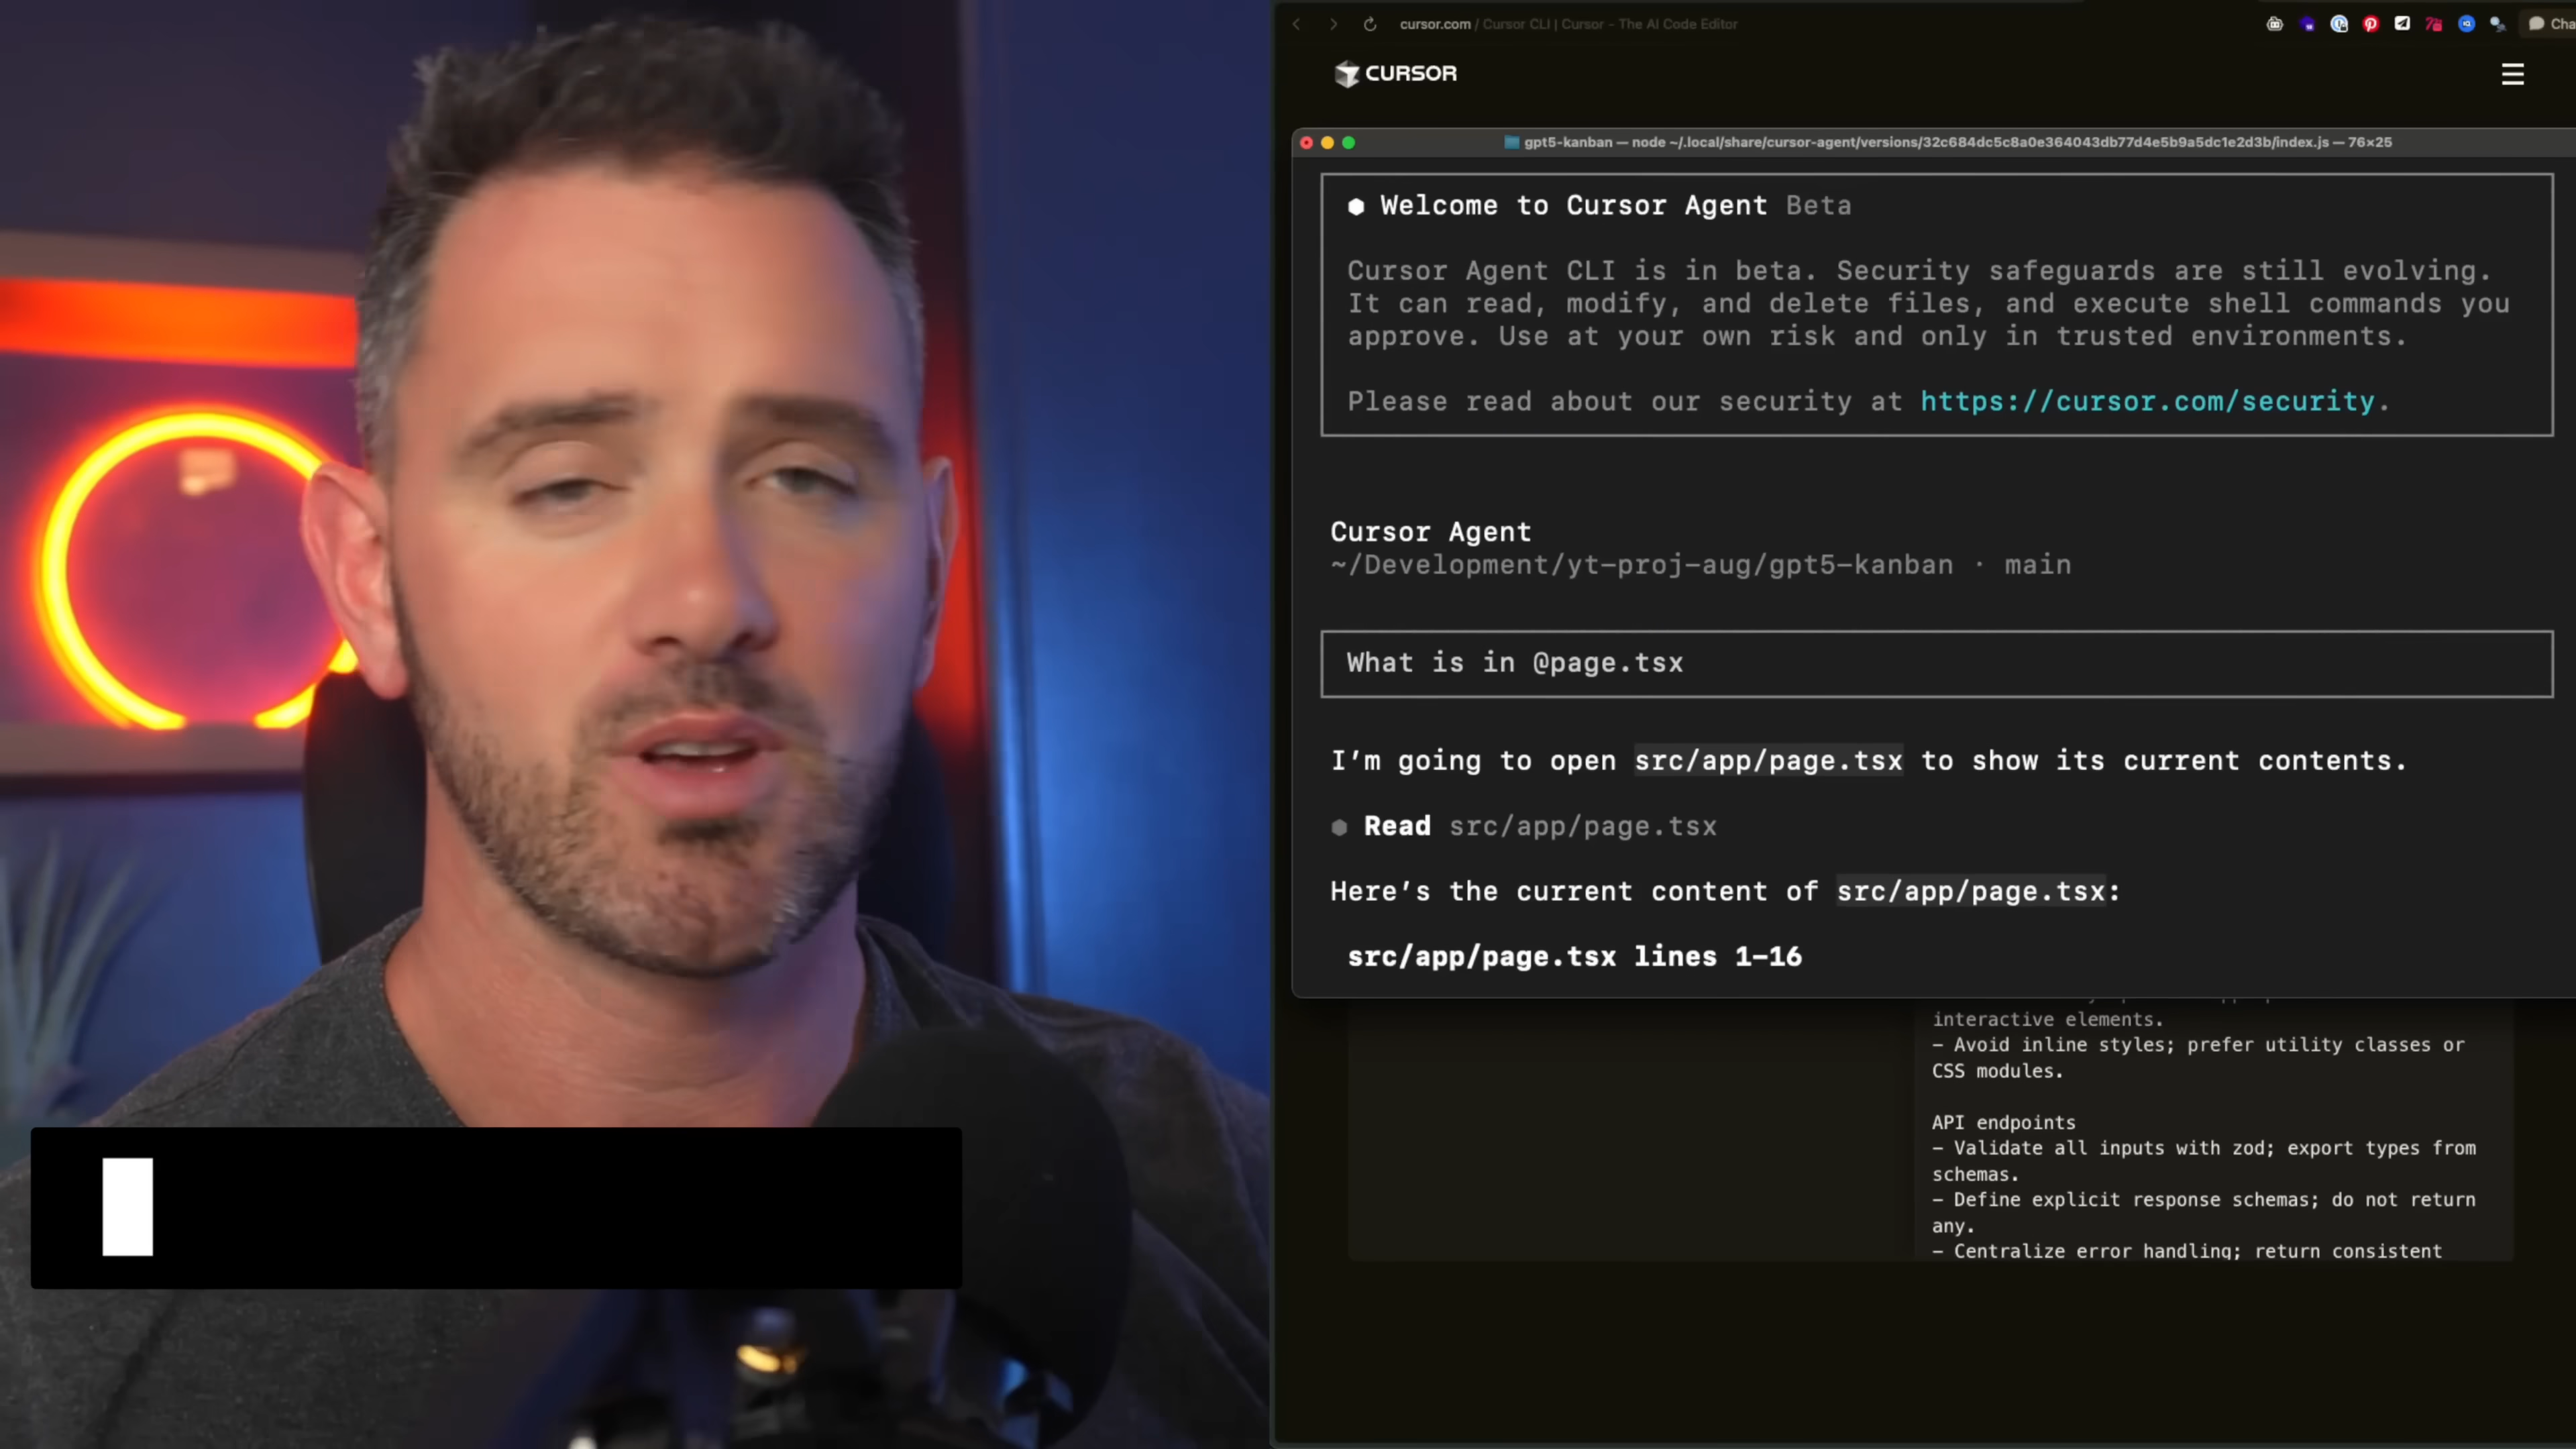 cursor.com / Cursor CLI | Cursor - The AI Code Editor
Cha
CURSOR
gpt5-kanban — node ~/.local/share/cursor-agent/versions/32c684dc5c8a0e364043db77d4e5b9a5dc1e2d3b/index.js — 76×25
Welcome to Cursor Agent Beta
Cursor Agent CLI is in beta. Security safeguards are still evolving.
It can read, modify, and delete files, and execute shell commands you
approve. Use at your own risk and only in trusted environments.
Please read about our security at https://cursor.com/security.
Cursor Agent
~/Development/yt-proj-aug/gpt5-kanban · main
What is in @page.tsx
I’m going to open src/app/page.tsx to show its current contents.
Read src/app/page.tsx
Here’s the current content of src/app/page.tsx:
src/app/page.tsx lines 1–16
interactive elements.
– Avoid inline styles; prefer utility classes or
CSS modules.
API endpoints
– Validate all inputs with zod; export types from
schemas.
– Define explicit response schemas; do not return
any.
– Centralize error handling; return consistent